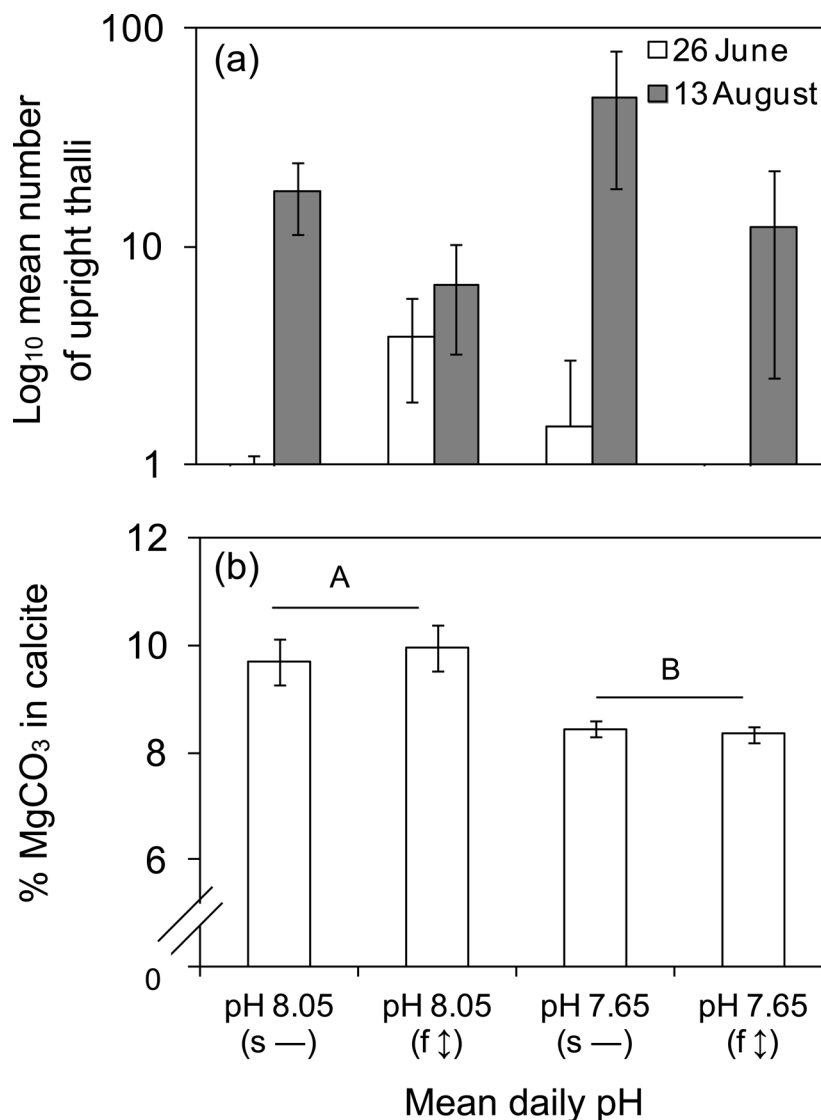 100
(a)
26 June
13 August
10
1
Log₁₀ mean number
of upright thalli
12
(b)
A
10
B
8
6
0
% MgCO₃ in calcite
pH 8.05
(s —)
pH 8.05
(f ↕)
pH 7.65
(s —)
pH 7.65
(f ↕)
Mean daily pH